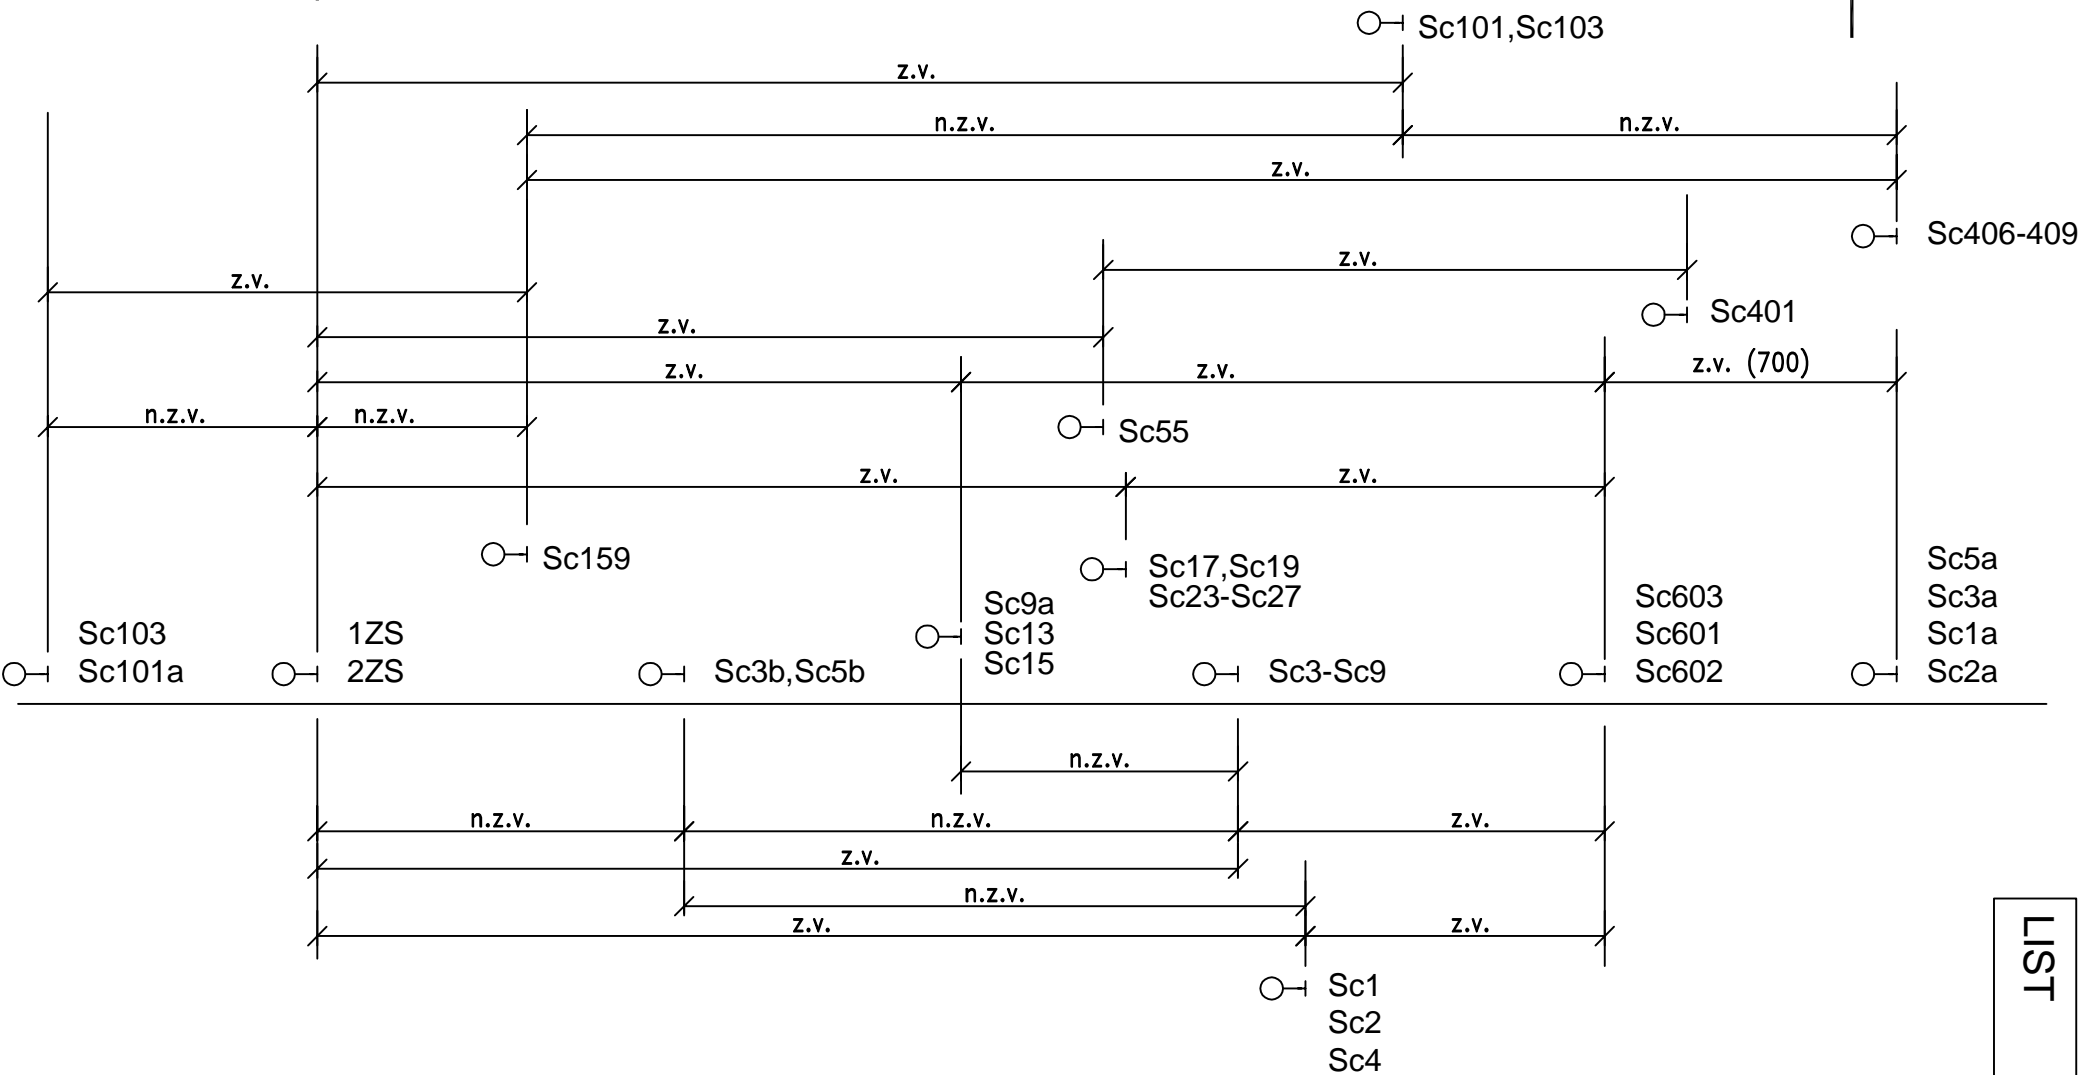 Sc101,Sc103
z.v.
n.z.v.
n.z.v.
z.v.
Sc406-409
z.v.
z.v.
Sc401
z.v.
z.v.
z.v.
z.v. (700)
n.z.v.
n.z.v.
Sc55
z.v.
z.v.
Sc159
Sc17,Sc19
Sc23-Sc27
Sc103
Sc101a
1ZS
2ZS
Sc3b,Sc5b
Sc9a
Sc13
Sc15
Sc3-Sc9
Sc603
Sc601
Sc602
Sc5a
Sc3a
Sc1a
Sc2a
n.z.v.
n.z.v.
n.z.v.
z.v.
z.v.
n.z.v.
z.v.
z.v.
Sc1
Sc2
Sc4
LIST